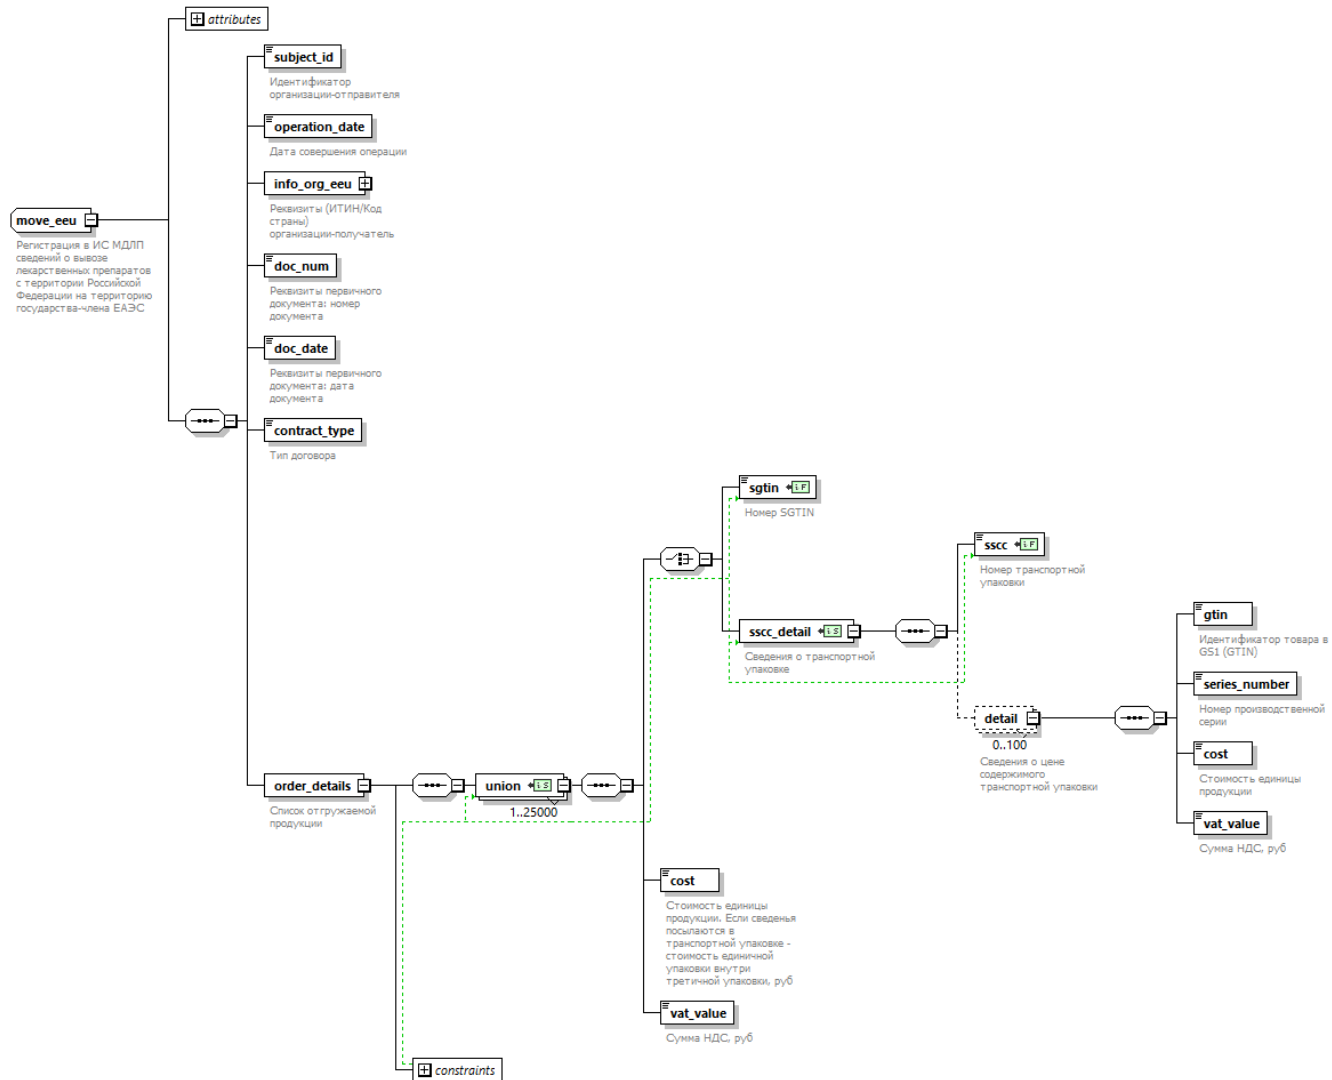 attributes
subject_id
Идентификатор
организации-отправителя
operation_date
Дата совершения операции
info_org_eeu
Реквизиты (ИТИН/Код
страны)
организации-получатель
move_eeu
Регистрация в ИС МДЛП
сведений о вывозе
лекарственных препаратов
с территории Российской
Федерации на территорию
государства-члена ЕАЭС
doc_num
Реквизиты первичного
документа: номер
документа
doc_date
Реквизиты первичного
документа: дата
документа
contract_type
Тип договора
order_details
Список отгружаемой
продукции
union iS
1..25000
sgtin iF
Номер SGTIN
sscc_detail iS
Сведения о транспортной
упаковке
sscc iF
Номер транспортной
упаковки
detail
0..100
Сведения о цене
содержимого
транспортной упаковки
gtin
Идентификатор товара в
GS1 (GTIN)
series_number
Номер производственной
серии
cost
Стоимость единицы
продукции
vat_value
Сумма НДС, руб
cost
Стоимость единицы
продукции. Если сведенья
посылаются в
транспортной упаковке -
стоимость единичной
упаковки внутри
третичной упаковки, руб
vat_value
Сумма НДС, руб
constraints